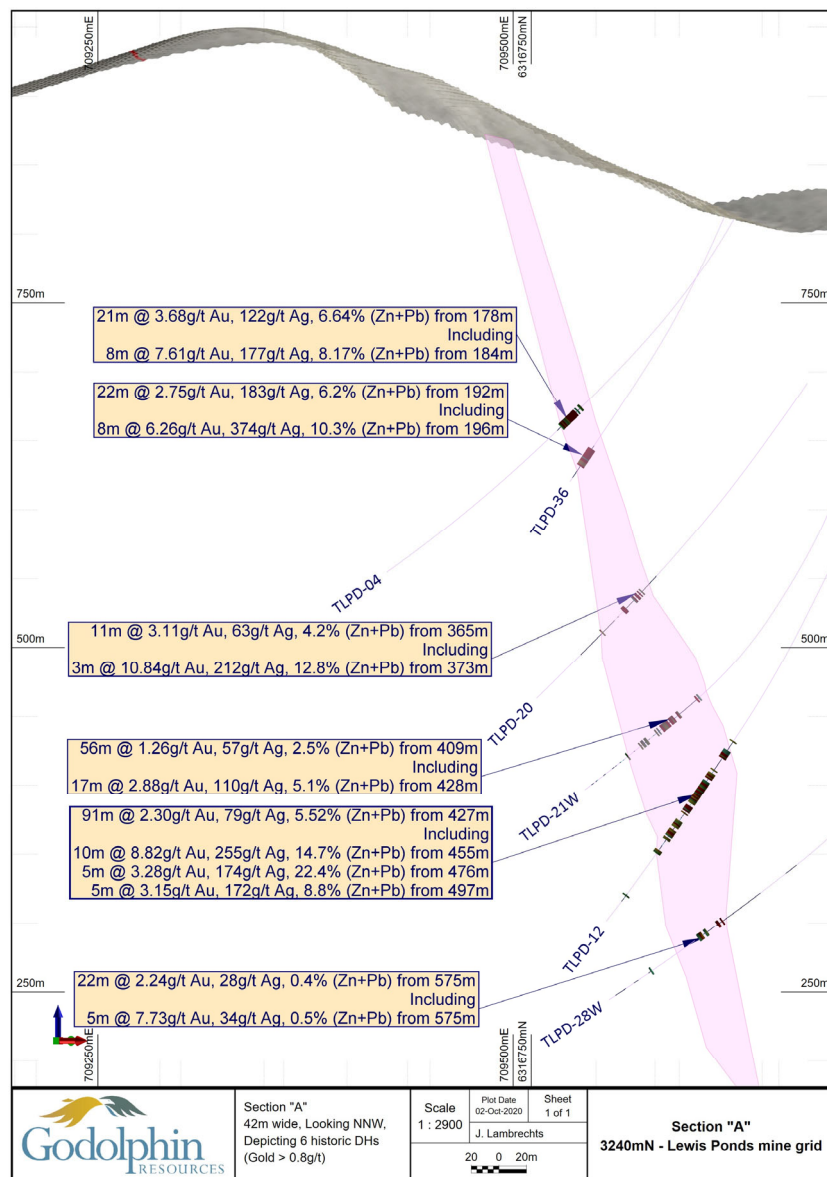 709250mE
709500mE
6316750mN
750m
750m
21m @ 3.68g/t Au, 122g/t Ag, 6.64% (Zn+Pb) from 178m
Including
8m @ 7.61g/t Au, 177g/t Ag, 8.17% (Zn+Pb) from 184m
22m @ 2.75g/t Au, 183g/t Ag, 6.2% (Zn+Pb) from 192m
Including
8m @ 6.26g/t Au, 374g/t Ag, 10.3% (Zn+Pb) from 196m
TLPD-36
TLPD-04
500m
500m
11m @ 3.11g/t Au, 63g/t Ag, 4.2% (Zn+Pb) from 365m
Including
3m @ 10.84g/t Au, 212g/t Ag, 12.8% (Zn+Pb) from 373m
TLPD-20
56m @ 1.26g/t Au, 57g/t Ag, 2.5% (Zn+Pb) from 409m
Including
17m @ 2.88g/t Au, 110g/t Ag, 5.1% (Zn+Pb) from 428m
TLPD-21W
91m @ 2.30g/t Au, 79g/t Ag, 5.52% (Zn+Pb) from 427m
Including
10m @ 8.82g/t Au, 255g/t Ag, 14.7% (Zn+Pb) from 455m
5m @ 3.28g/t Au, 174g/t Ag, 22.4% (Zn+Pb) from 476m
5m @ 3.15g/t Au, 172g/t Ag, 8.8% (Zn+Pb) from 497m
TLPD-12
250m
250m
22m @ 2.24g/t Au, 28g/t Ag, 0.4% (Zn+Pb) from 575m
Including
5m @ 7.73g/t Au, 34g/t Ag, 0.5% (Zn+Pb) from 575m
TLPD-28W
709250mE
709500mE
6316750mN
Godolphin
RESOURCES
Section "A"
42m wide, Looking NNW,
Depicting 6 historic DHs
(Gold > 0.8g/t)
Scale
1 : 2900
Plot Date
02-Oct-2020
Sheet
1 of 1
J. Lambrechts
20 0 20m
Section "A"
3240mN - Lewis Ponds mine grid